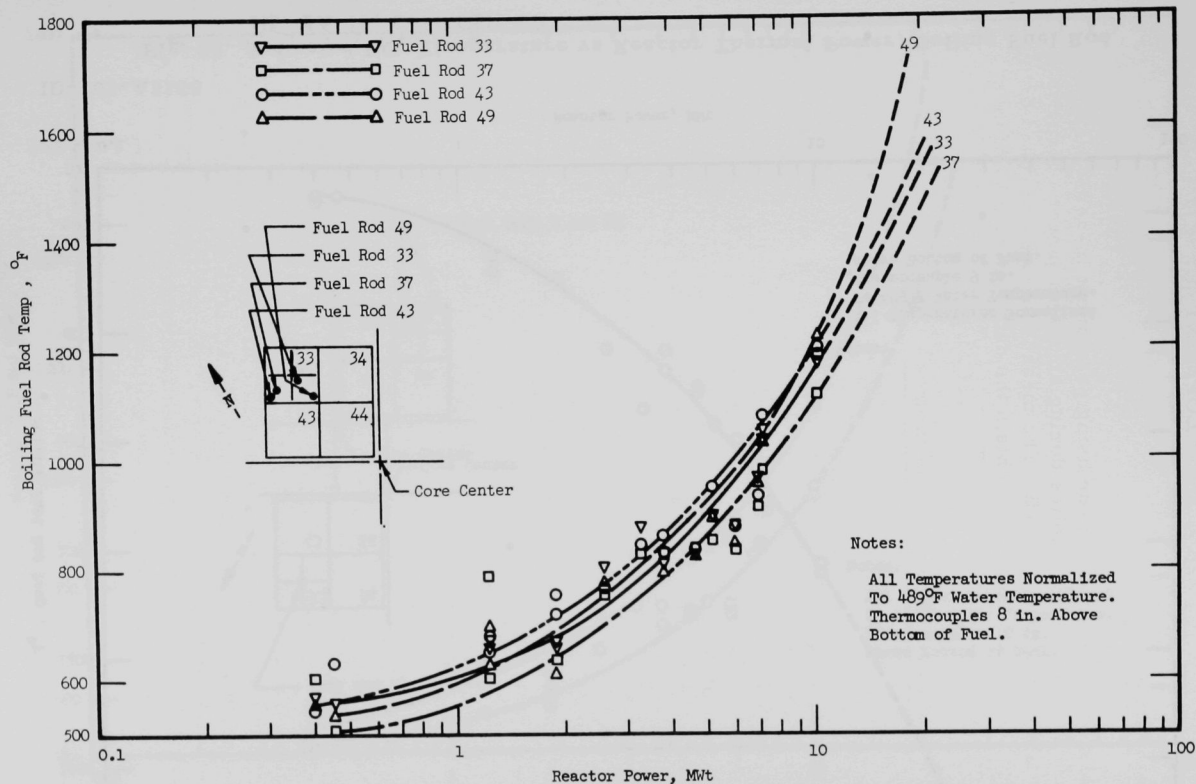 1800
1600
1400
1200
1000
800
600
500
Boiling Fuel Rod Temp , °F
Fuel Rod 33
Fuel Rod 37
Fuel Rod 43
Fuel Rod 49
49
43
33
37
Fuel Rod 49
Fuel Rod 33
Fuel Rod 37
Fuel Rod 43
33
34
43
44
N
Core Center
Notes:
All Temperatures Normalized
To 489°F Water Temperature.
Thermocouples 8 in. Above
Bottom of Fuel.
0.1
1
10
100
Reactor Power, MWt